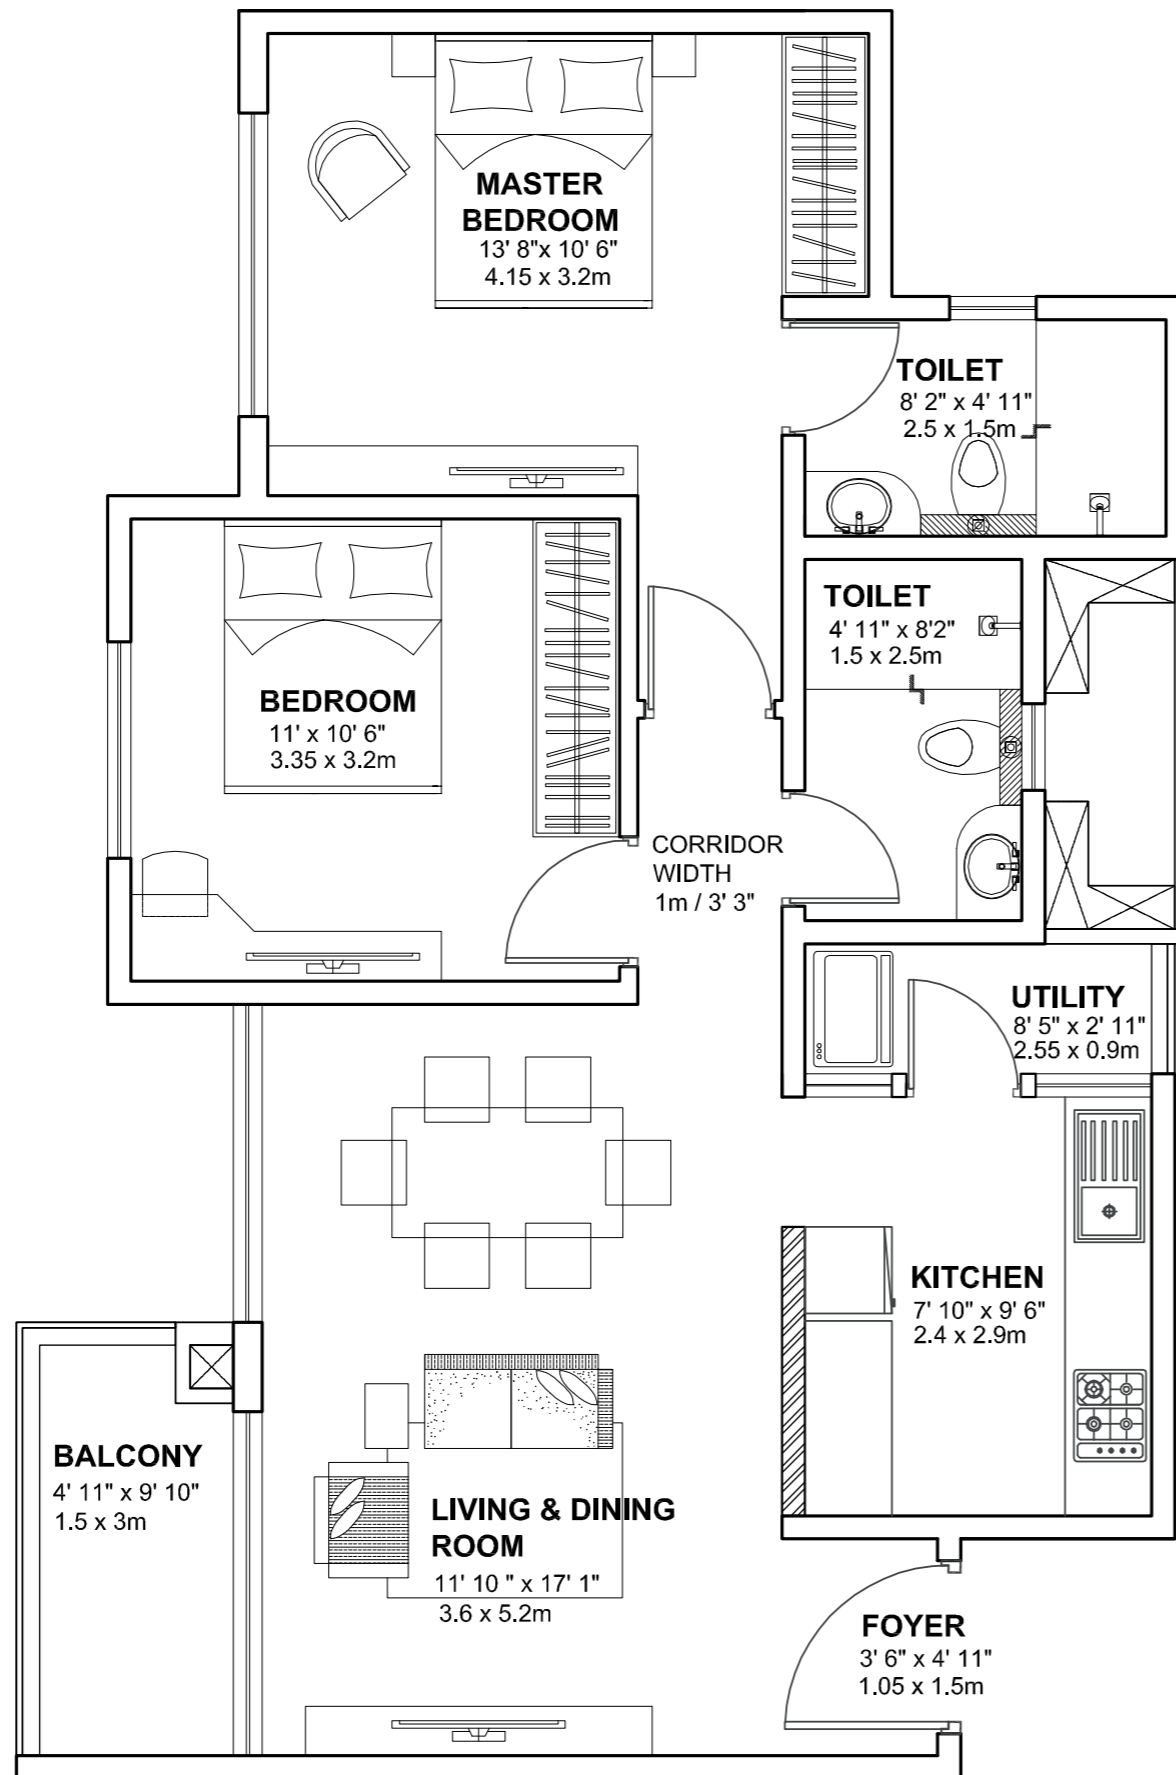 MASTER
BEDROOM
13' 8"x 10' 6"
4.15 x 3.2m
TOILET
8' 2" x 4' 11"
2.5 x 1.5m
TOILET
4' 11" x 8'2"
1.5 x 2.5m
BEDROOM
11' x 10' 6"
3.35 x 3.2m
CORRIDOR
WIDTH
1m / 3' 3"
UTILITY
8' 5" x 2' 11"
2.55 x 0.9m
KITCHEN
7' 10" x 9' 6"
2.4 x 2.9m
BALCONY
4' 11" x 9' 10"
1.5 x 3m
LIVING & DINING
ROOM
11' 10 " x 17' 1"
3.6 x 5.2m
FOYER
3' 6" x 4' 11"
1.05 x 1.5m